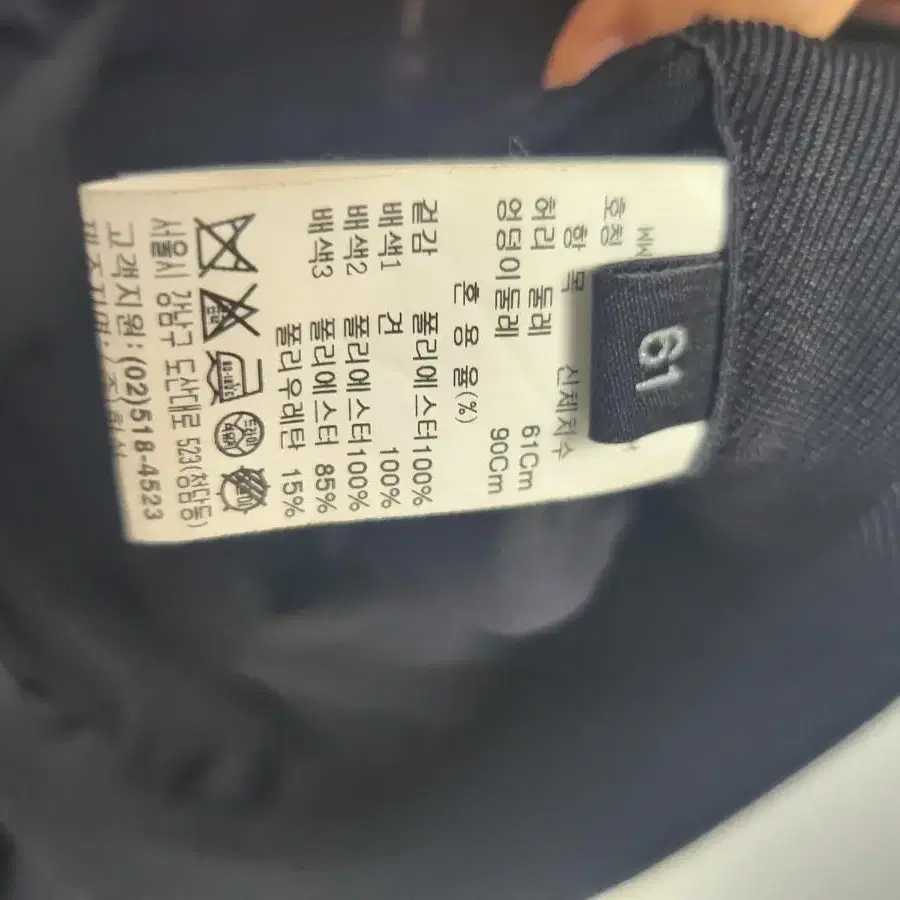 61
호칭
항 목 신체치수
허리 둘레 61Cm
엉덩이둘레 90Cm
혼 용 율(%)
겉감 폴리에스터100%
배색1 견 100%
배색2 폴리에스터100%
배색3 폴리에스터 85%
폴리우레탄 15%
드라이
서울시 강남구 도산대로 523(청담동)
고객지원: (02)518-4523